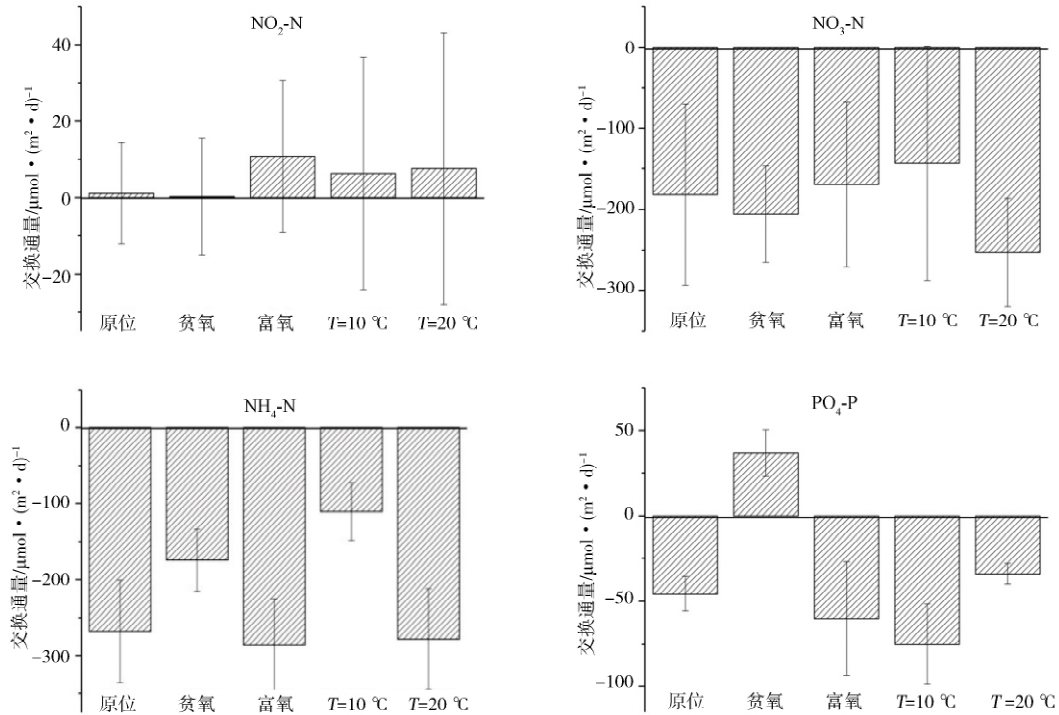 NO₂-N
交换通量/μmol·(m²·d)⁻¹
40
20
0
-20
原位 贫氧 富氧 T=10 ℃ T=20 ℃
NO₃-N
交换通量/μmol·(m²·d)⁻¹
0
-100
-200
-300
原位 贫氧 富氧 T=10 ℃ T=20 ℃
NH₄-N
交换通量/μmol·(m²·d)⁻¹
0
-100
-200
-300
原位 贫氧 富氧 T=10 ℃ T=20 ℃
PO₄-P
交换通量/μmol·(m²·d)⁻¹
50
0
-50
-100
原位 贫氧 富氧 T=10 ℃ T=20 ℃